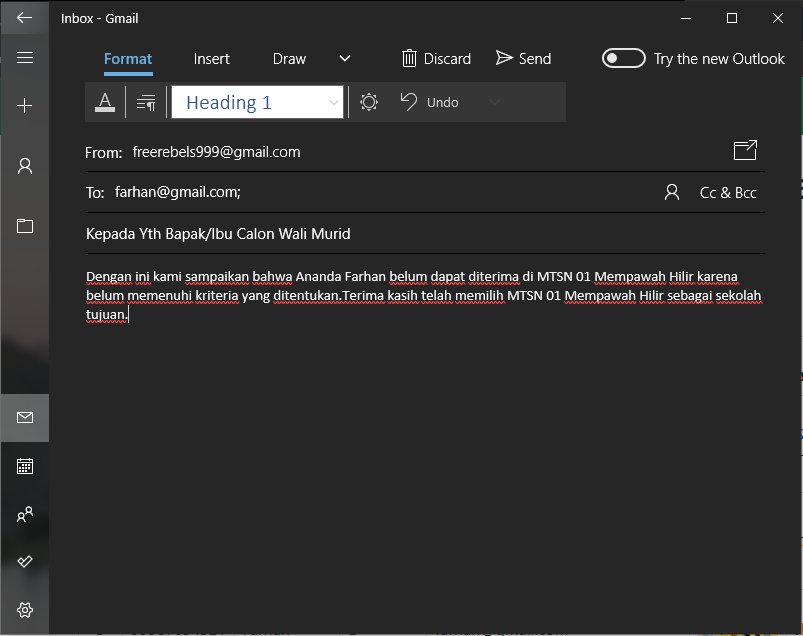 Inbox - Gmail
Format Insert Draw Discard Send Try the new Outlook
A Heading 1 Undo
From: freerebels999@gmail.com
To: farhan@gmail.com; Cc & Bcc
Kepada Yth Bapak/Ibu Calon Wali Murid
Dengan ini kami sampaikan bahwa Ananda Farhan belum dapat diterima di MTSN 01 Mempawah Hilir karena
belum memenuhi kriteria yang ditentukan.Terima kasih telah memilih MTSN 01 Mempawah Hilir sebagai sekolah
tujuan.